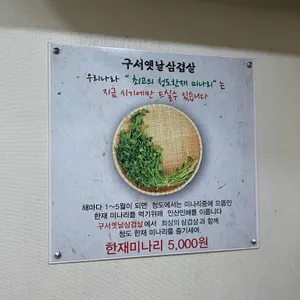 구서옛날삼겹살
우리나라 "최고의 청도한재 미나리"는
지금 시기에만 드실수 있습니다
해마다 1~5월이 되면 청도에서는 미나리중에 으뜸인
한재 미나리를 먹기위해 인산인해를 이룹니다
구서옛날삼겹살에서 최상의 삼겹살과 함께
청도 한재 미나리를 즐기세여.
한재미나리 5,000원